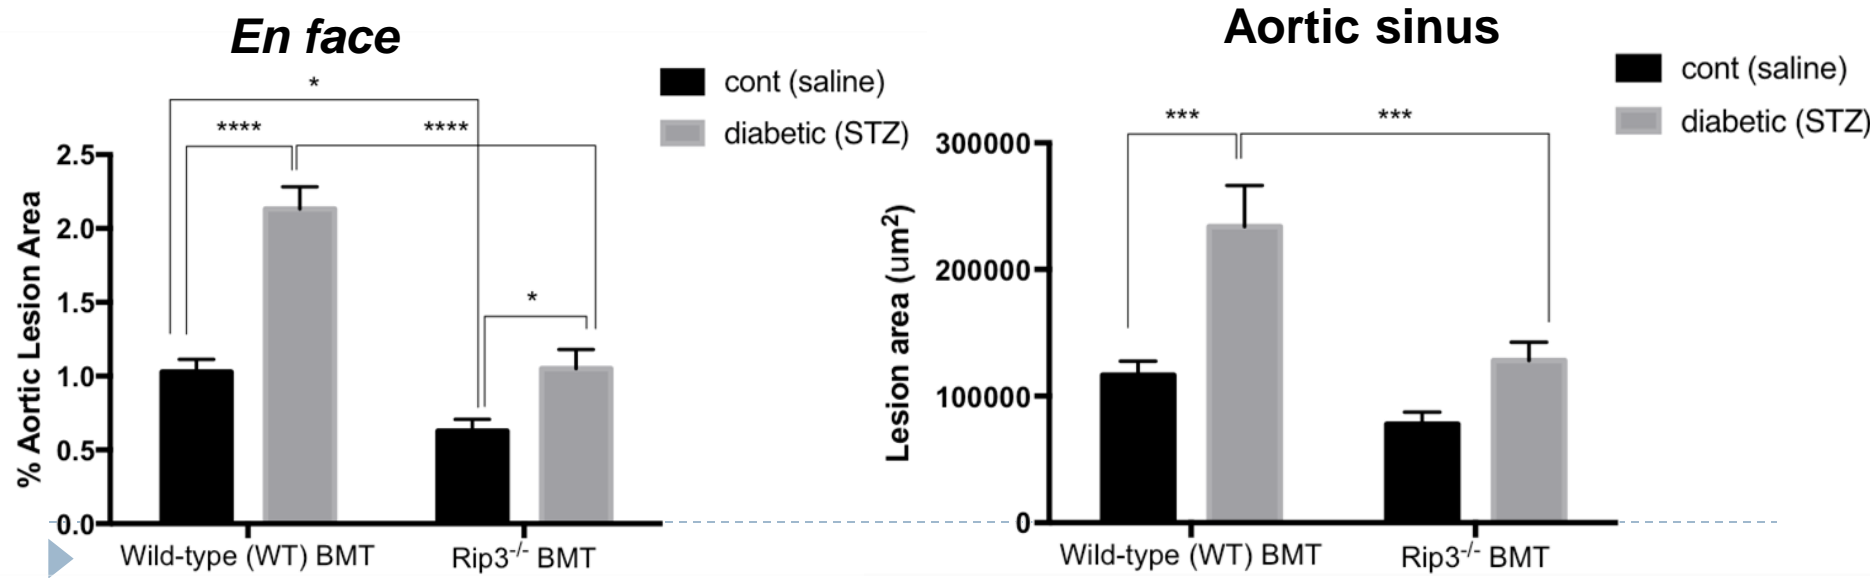 En face
cont (saline)
diabetic (STZ)
*
****
****
*
% Aortic Lesion Area
2.5
2.0
1.5
1.0
0.5
0.0
Wild-type (WT) BMT
Rip3-/- BMT
Aortic sinus
cont (saline)
diabetic (STZ)
***
***
Lesion area (um2)
300000
200000
100000
0
Wild-type (WT) BMT
Rip3-/- BMT